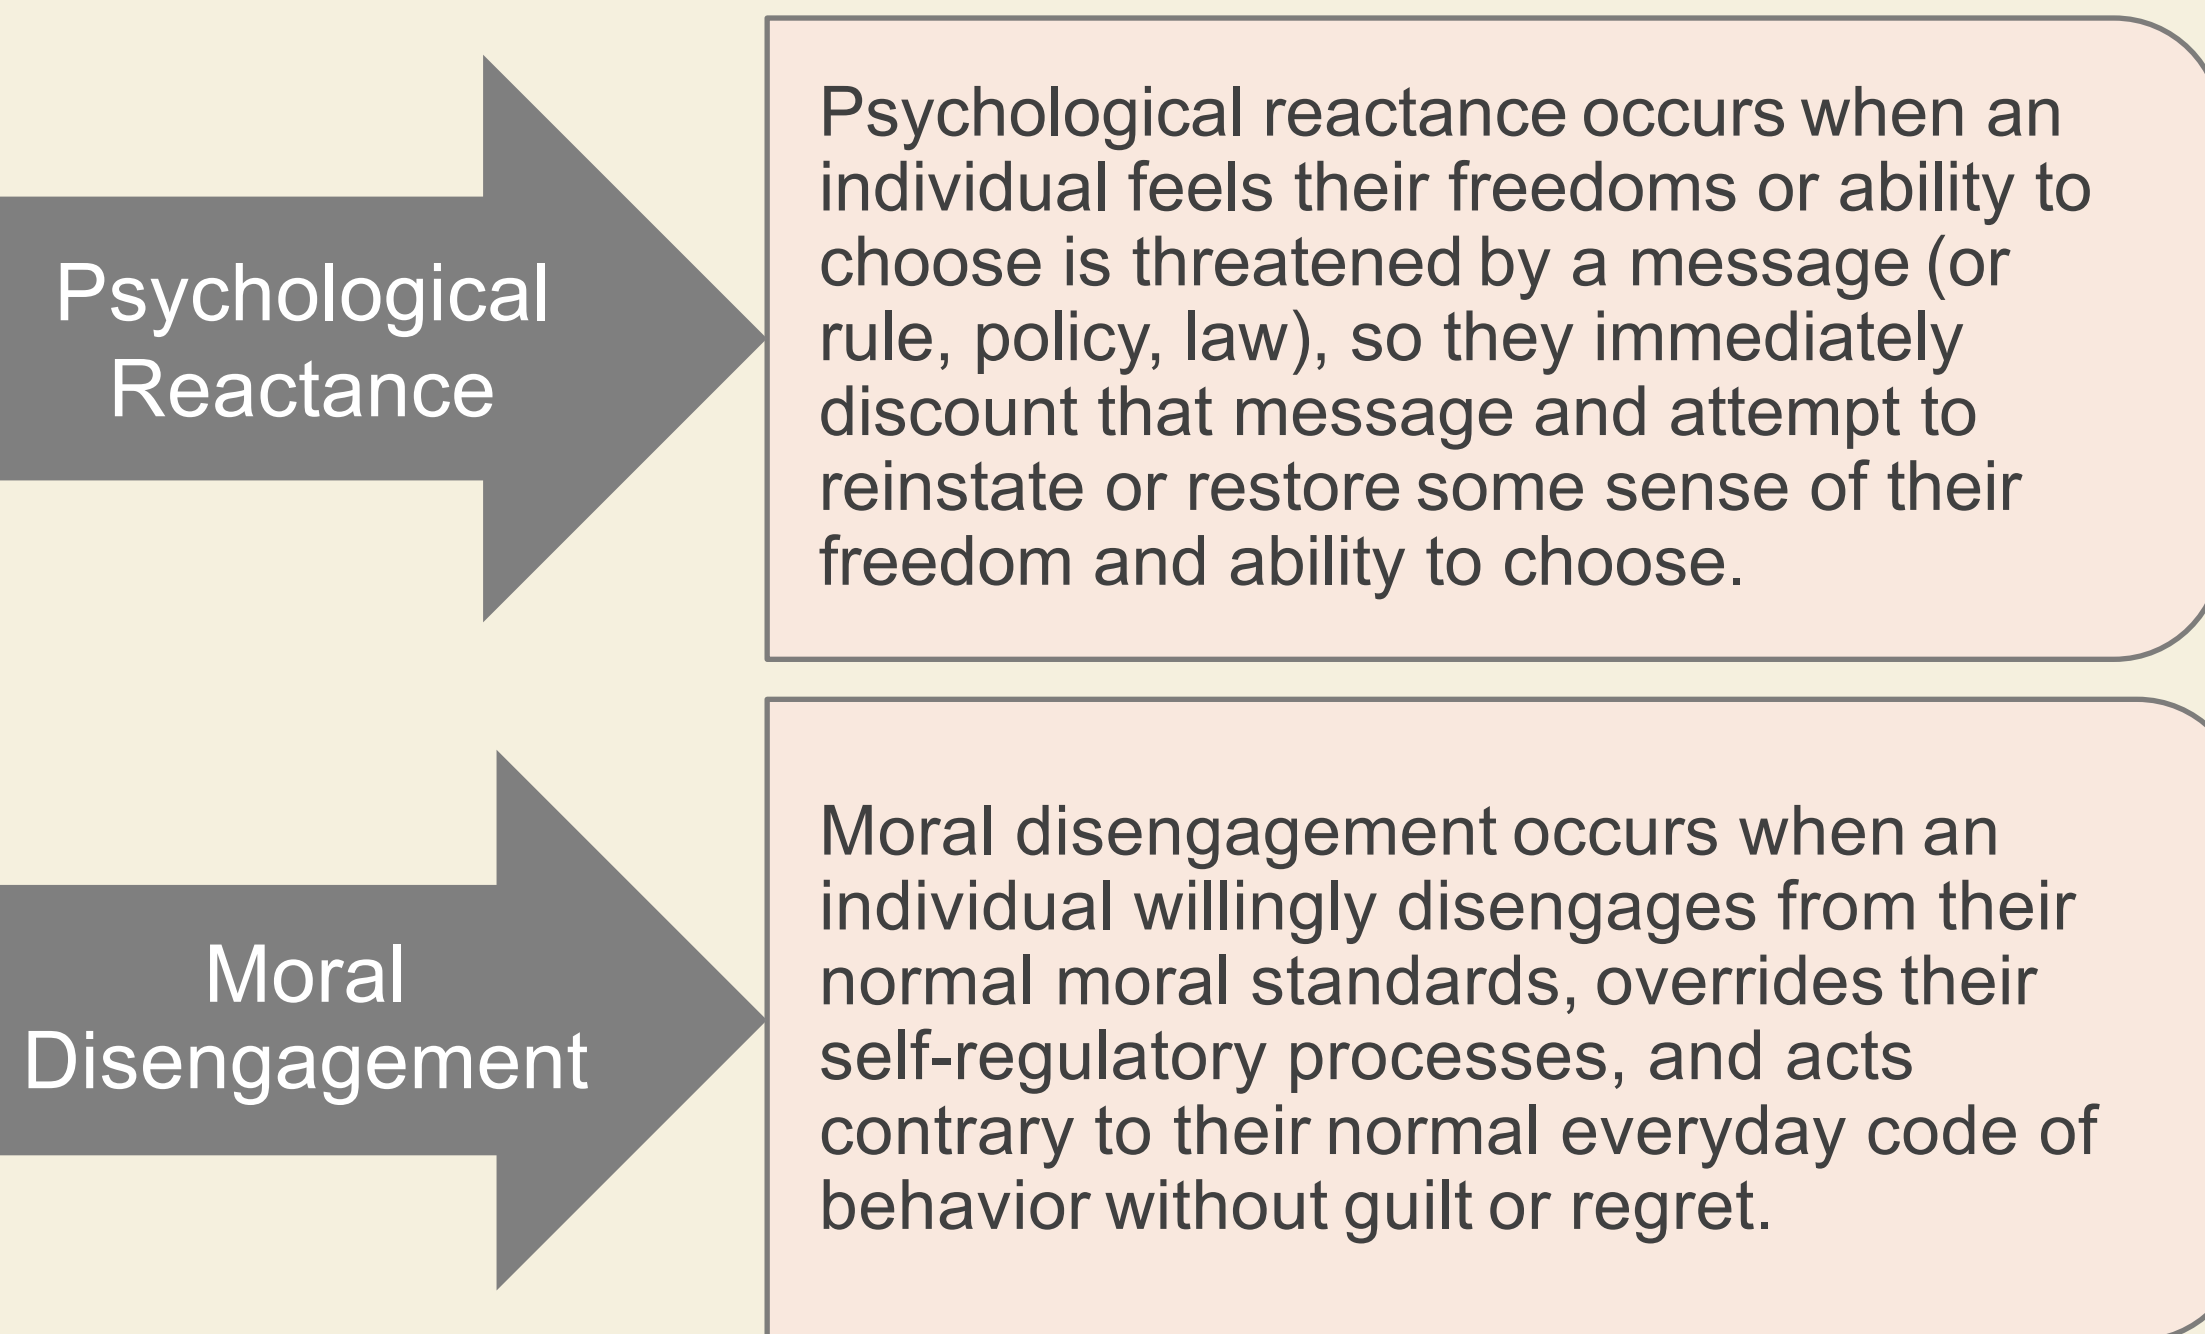 Psychological
Reactance
Psychological reactance occurs when an
individual feels their freedoms or ability to
choose is threatened by a message (or
rule, policy, law), so they immediately
discount that message and attempt to
reinstate or restore some sense of their
freedom and ability to choose.
Moral
Disengagement
Moral disengagement occurs when an
individual willingly disengages from their
normal moral standards, overrides their
self-regulatory processes, and acts
contrary to their normal everyday code of
behavior without guilt or regret.